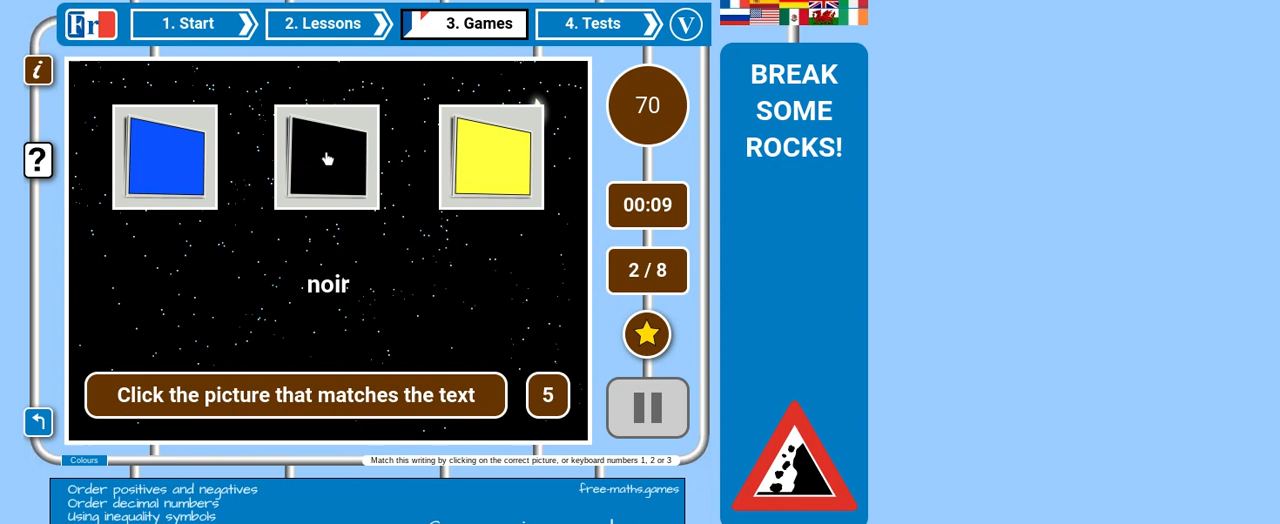 Fr
1. Start
2. Lessons
3. Games
4. Tests
V
i
?
70
00:09
2 / 8
noir
Click the picture that matches the text
5
Colours
Match this writing by clicking on the correct picture, or keyboard numbers 1, 2 or 3
BREAK
SOME
ROCKS!
Order positives and negatives
Order decimal numbers
Using inequality symbols
free-maths.games